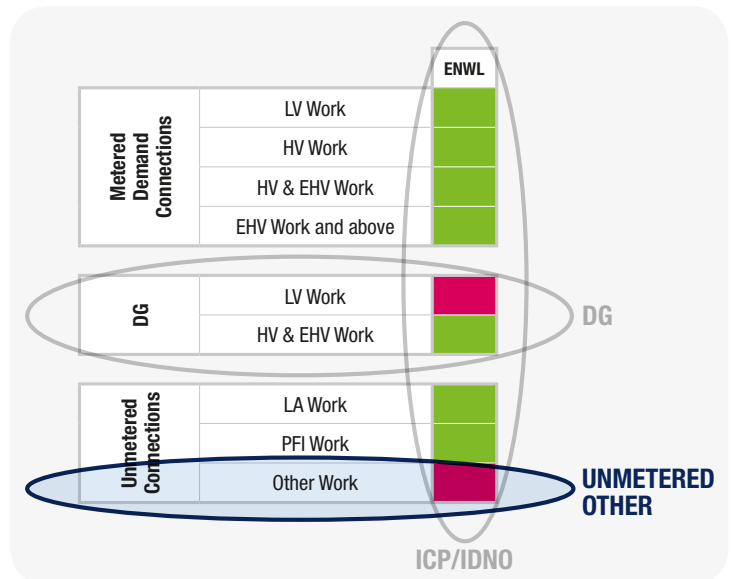 ENWL
Metered
Demand
Connections
LV Work
HV Work
HV & EHV Work
EHV Work and above
DG
LV Work
HV & EHV Work
DG
Unmetered
Connections
LA Work
PFI Work
Other Work
UNMETERED
OTHER
ICP/IDNO